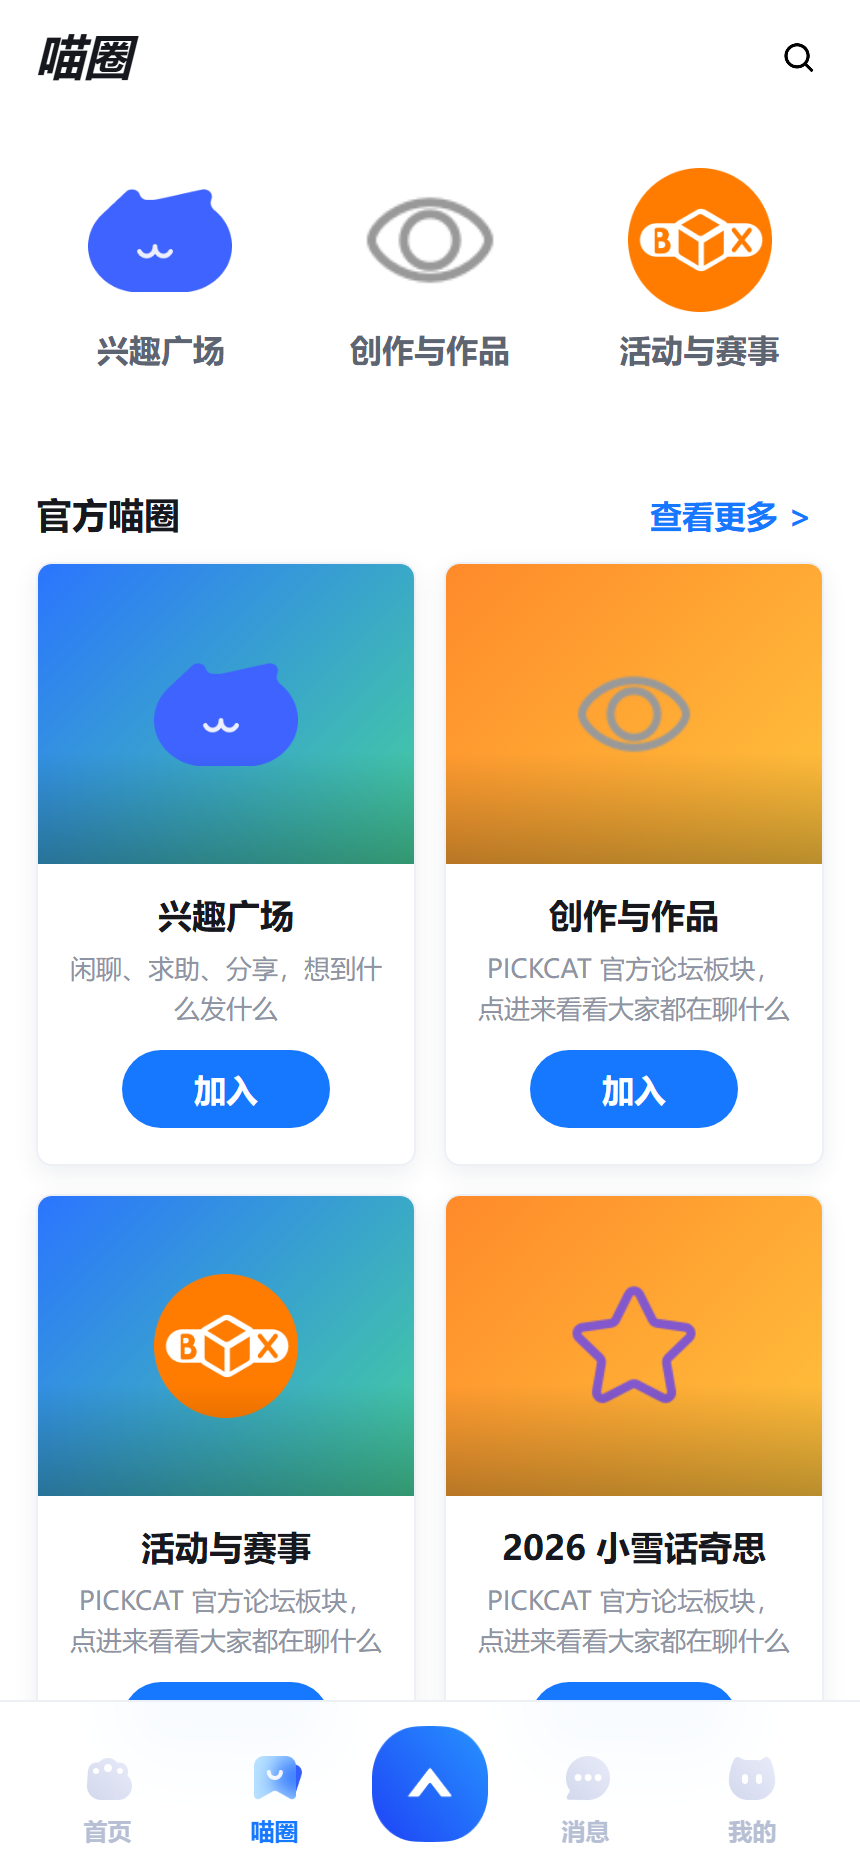 喵圈
B X
兴趣广场
创作与作品
活动与赛事
官方喵圈
查看更多 >
兴趣广场
闲聊、求助、分享，想到什
么发什么
加入
创作与作品
PICKCAT 官方论坛板块，
点进来看看大家都在聊什么
加入
B X
活动与赛事
PICKCAT 官方论坛板块，
点进来看看大家都在聊什么
2026 小雪话奇思
PICKCAT 官方论坛板块，
点进来看看大家都在聊什么
首页
喵圈
消息
我的